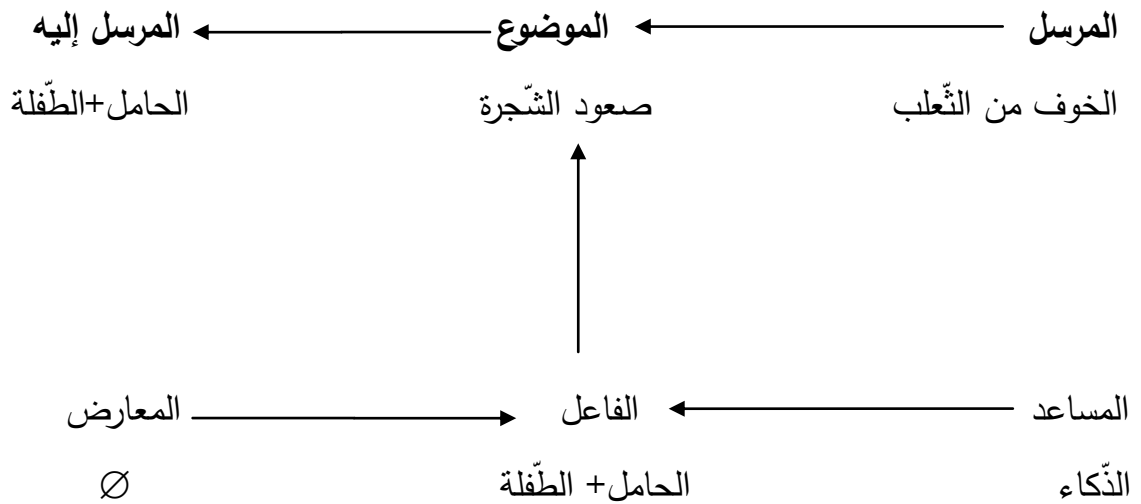 المرسل الموضوع المرسل إليه
الخوف من الثّعلب صعود الشّجرة الحامل+الطّفلة
المساعد الفاعل المعارض
الذّكاء الحامل+ الطّفلة ∅